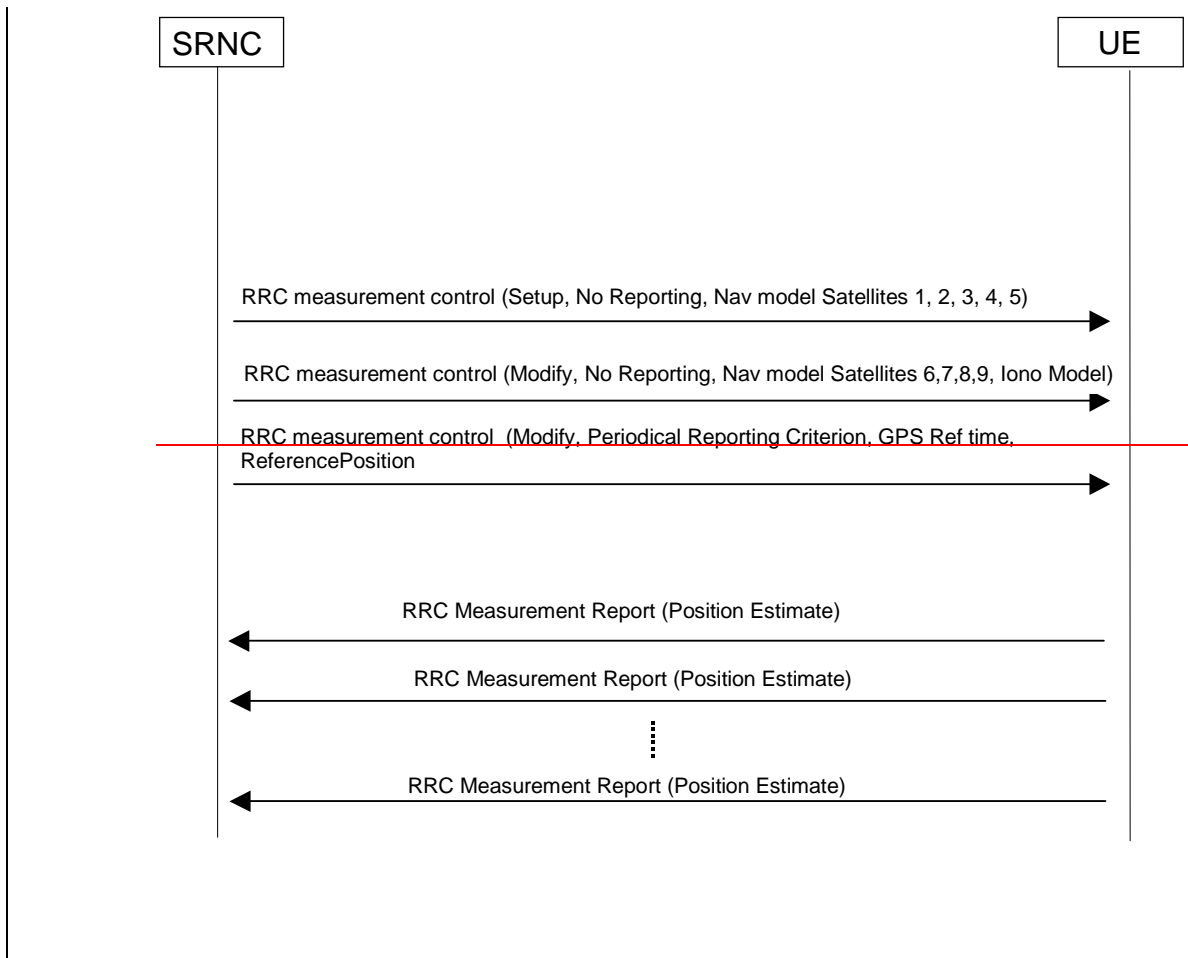 SRNC
UE
RRC measurement control (Setup, No Reporting, Nav model Satellites 1, 2, 3, 4, 5)
RRC measurement control (Modify, No Reporting, Nav model Satellites 6,7,8,9, Iono Model)
RRC measurement control (Modify, Periodical Reporting Criterion, GPS Ref time,
ReferencePosition
RRC Measurement Report (Position Estimate)
RRC Measurement Report (Position Estimate)
RRC Measurement Report (Position Estimate)